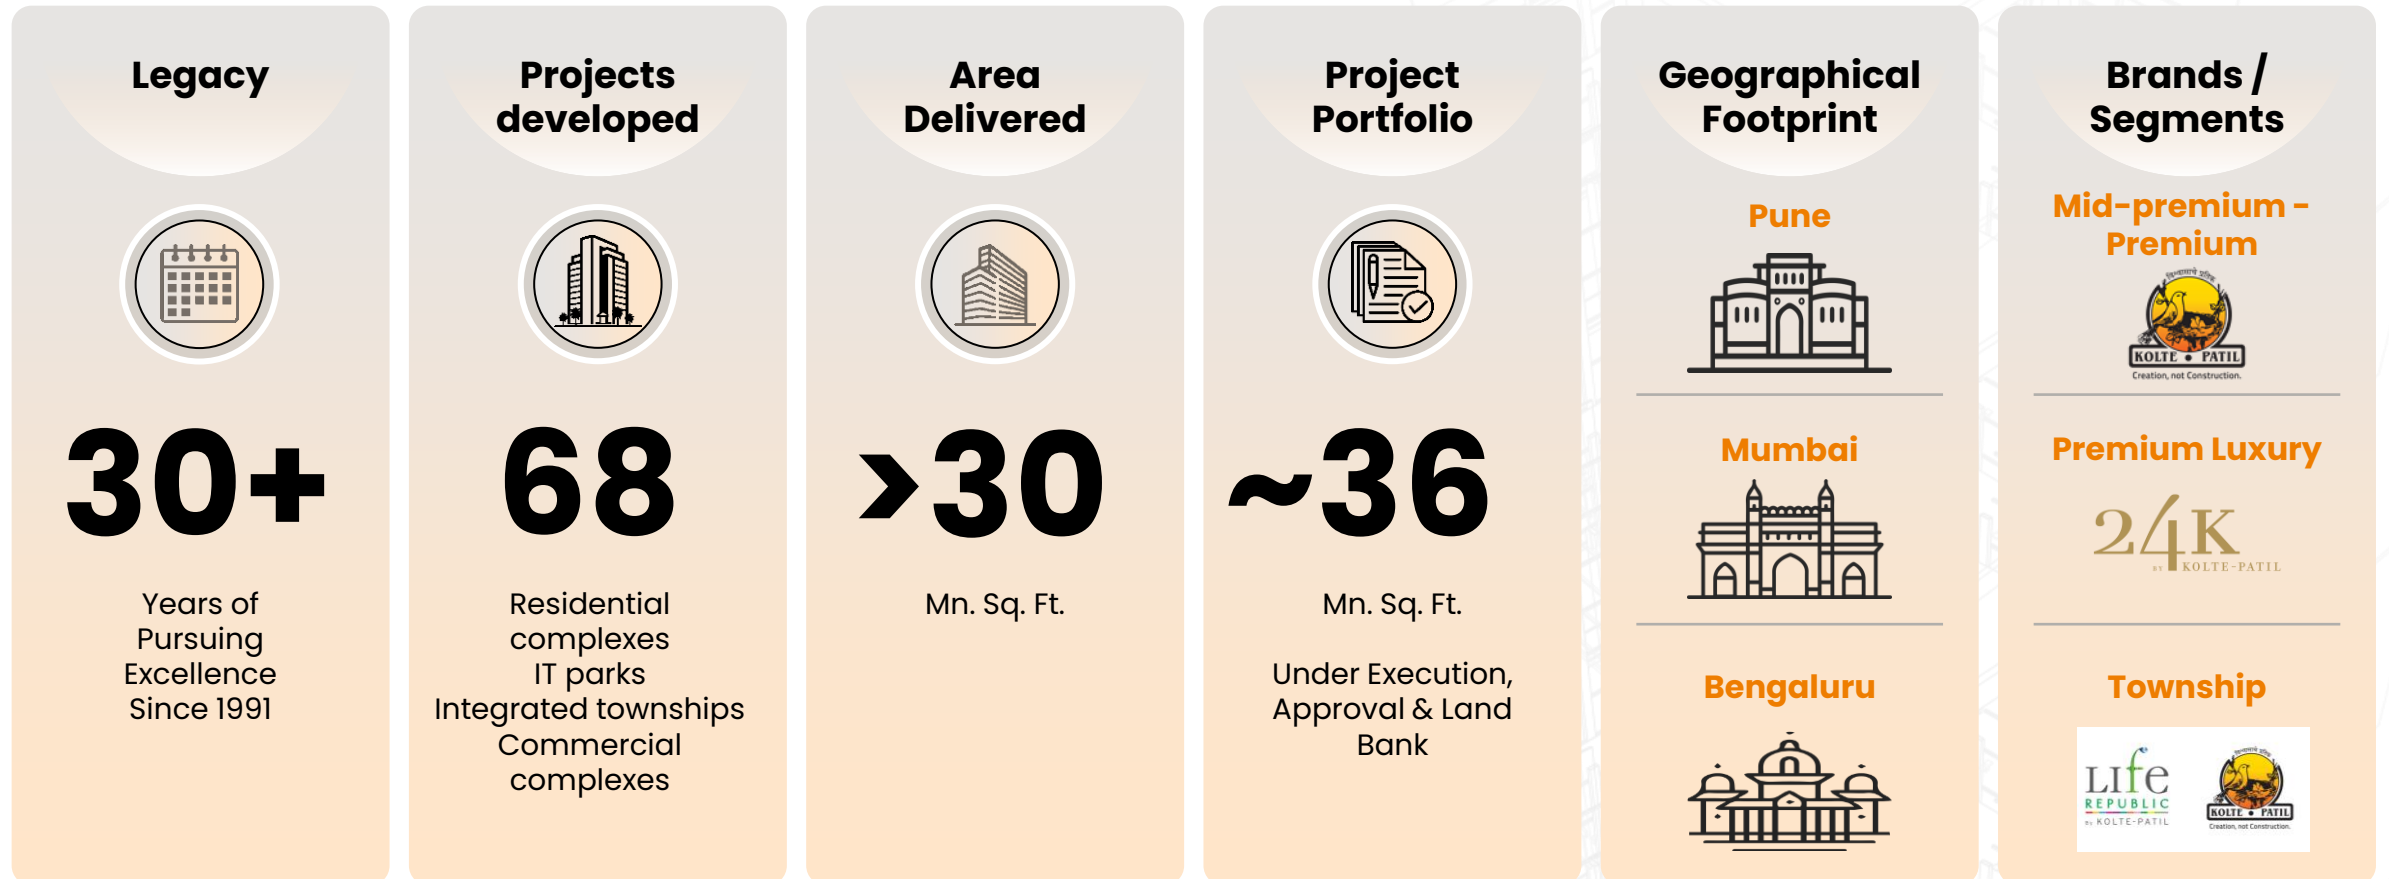 Legacy
30+
Years of
Pursuing
Excellence
Since 1991
Projects
developed
68
Residential
complexes
IT parks
Integrated townships
Commercial
complexes
Area
Delivered
>30
Mn. Sq. Ft.
Project
Portfolio
~36
Mn. Sq. Ft.
Under Execution,
Approval & Land
Bank
Geographical
Footprint
Pune
Mumbai
Bengaluru
Brands /
Segments
Mid-premium -
Premium
विश्वासाचे प्रतिक
KOLTE • PATIL
Creation, not Construction.
Premium Luxury
24K
BY KOLTE-PATIL
Township
LIfe
REPUBLIC
BY KOLTE-PATIL
KOLTE • PATIL
Creation, not Construction.